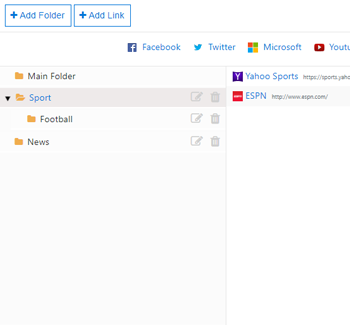 + Add Folder + Add Link
Facebook Twitter Microsoft Youtu
Main Folder
Sport
Football
News
Yahoo Sports https://sports.yaho
ESPN http://www.espn.com/